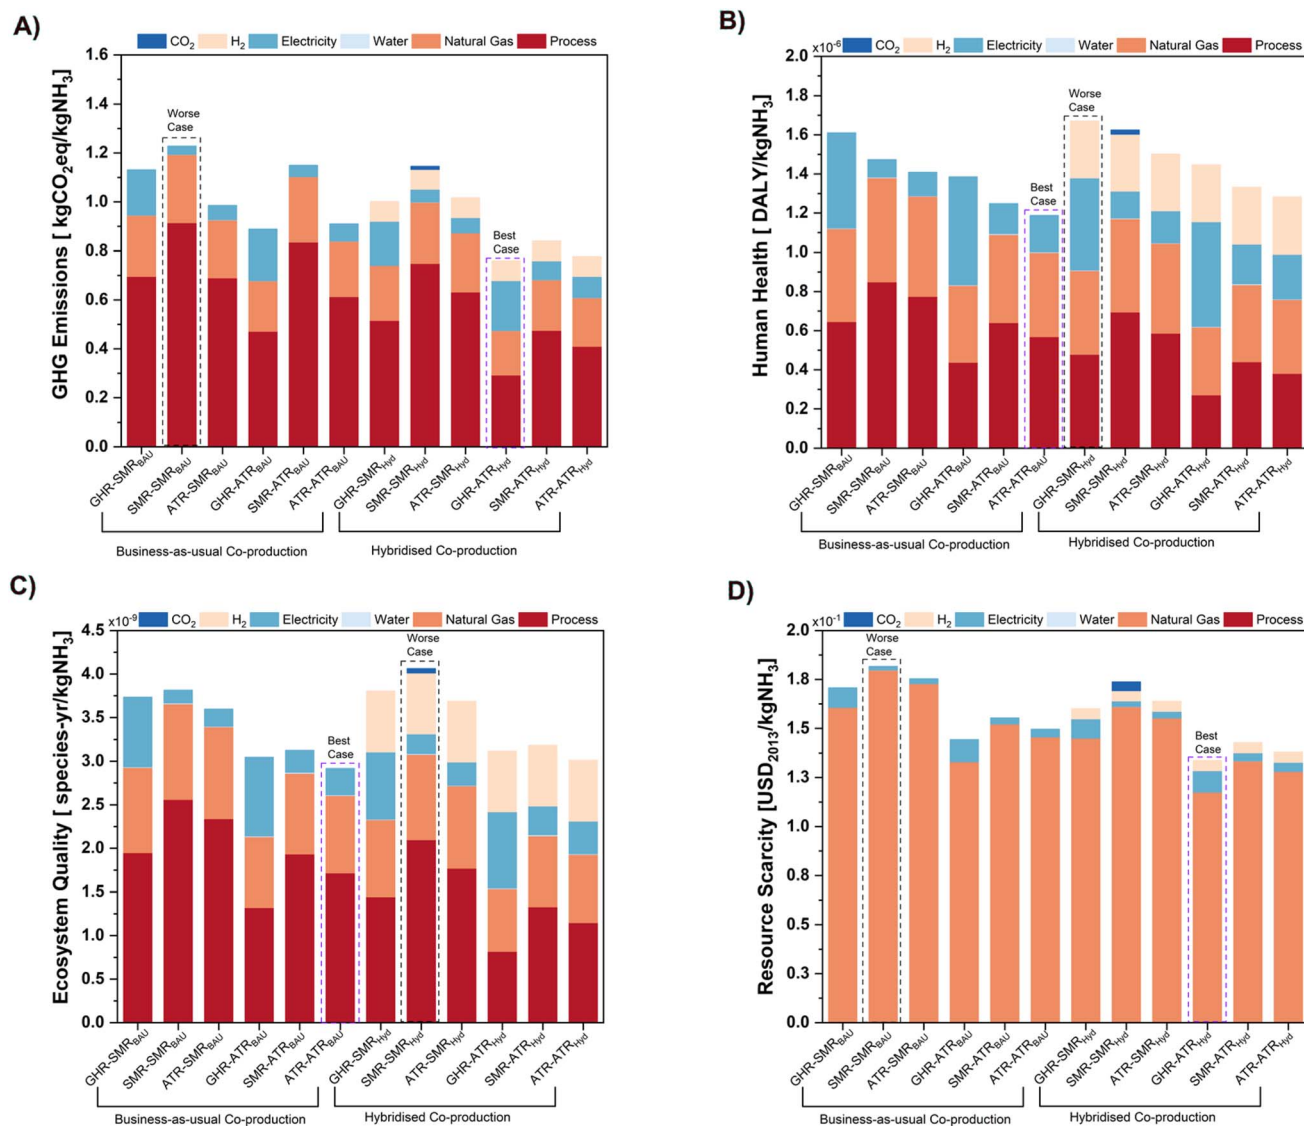 A)
CO2 H2 Electricity Water Natural Gas Process
GHG Emissions [ kgCO2eq/kgNH3]
1.6
1.4
1.2
1.0
0.8
0.6
0.4
0.2
0.0
Worse
Case
Best
Case
GHR-SMRBAU
SMR-SMRBAU
ATR-SMRBAU
GHR-ATRBAU
SMR-ATRBAU
ATR-ATRBAU
GHR-SMRHyd
SMR-SMRHyd
ATR-SMRHyd
GHR-ATRHyd
SMR-ATRHyd
ATR-ATRHyd
Business-as-usual Co-production
Hybridised Co-production
B)
x10-6
CO2 H2 Electricity Water Natural Gas Process
Human Health [ DALY/kgNH3]
2.0
1.8
1.6
1.4
1.2
1.0
0.8
0.6
0.4
0.2
0.0
Best
Case
Worse
Case
GHR-SMRBAU
SMR-SMRBAU
ATR-SMRBAU
GHR-ATRBAU
SMR-ATRBAU
ATR-ATRBAU
GHR-SMRHyd
SMR-SMRHyd
ATR-SMRHyd
GHR-ATRHyd
SMR-ATRHyd
ATR-ATRHyd
Business-as-usual Co-production
Hybridised Co-production
C)
x10-9
CO2 H2 Electricity Water Natural Gas Process
Ecosystem Quality [ species-yr/kgNH3]
4.5
4.0
3.5
3.0
2.5
2.0
1.5
1.0
0.5
0.0
Best
Case
Worse
Case
GHR-SMRBAU
SMR-SMRBAU
ATR-SMRBAU
GHR-ATRBAU
SMR-ATRBAU
ATR-ATRBAU
GHR-SMRHyd
SMR-SMRHyd
ATR-SMRHyd
GHR-ATRHyd
SMR-ATRHyd
ATR-ATRHyd
Business-as-usual Co-production
Hybridised Co-production
D)
x10-1
CO2 H2 Electricity Water Natural Gas Process
Resource Scarcity [USD2013/kgNH3]
2.0
1.8
1.5
1.3
1.0
0.8
0.5
0.3
0.0
Worse
Case
Best
Case
GHR-SMRBAU
SMR-SMRBAU
ATR-SMRBAU
GHR-ATRBAU
SMR-ATRBAU
ATR-ATRBAU
GHR-SMRHyd
SMR-SMRHyd
ATR-SMRHyd
GHR-ATRHyd
SMR-ATRHyd
ATR-ATRHyd
Business-as-usual Co-production
Hybridised Co-production